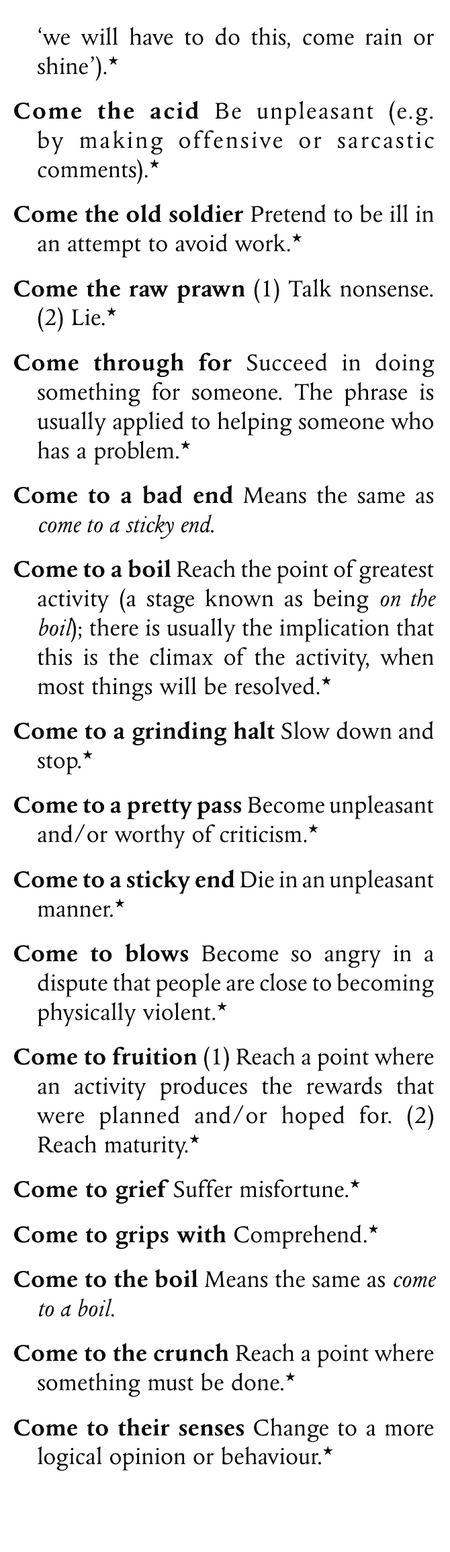 ‘we will have to do this, come rain or
shine’).★
Come the acid Be unpleasant (e.g.
by making offensive or sarcastic
comments).★
Come the old soldier Pretend to be ill in
an attempt to avoid work.★
Come the raw prawn (1) Talk nonsense.
(2) Lie.★
Come through for Succeed in doing
something for someone. The phrase is
usually applied to helping someone who
has a problem.★
Come to a bad end Means the same as
come to a sticky end.
Come to a boil Reach the point of greatest
activity (a stage known as being on the
boil); there is usually the implication that
this is the climax of the activity, when
most things will be resolved.★
Come to a grinding halt Slow down and
stop.★
Come to a pretty pass Become unpleasant
and/or worthy of criticism.★
Come to a sticky end Die in an unpleasant
manner.★
Come to blows Become so angry in a
dispute that people are close to becoming
physically violent.★
Come to fruition (1) Reach a point where
an activity produces the rewards that
were planned and/or hoped for. (2)
Reach maturity.★
Come to grief Suffer misfortune.★
Come to grips with Comprehend.★
Come to the boil Means the same as come
to a boil.
Come to the crunch Reach a point where
something must be done.★
Come to their senses Change to a more
logical opinion or behaviour.★